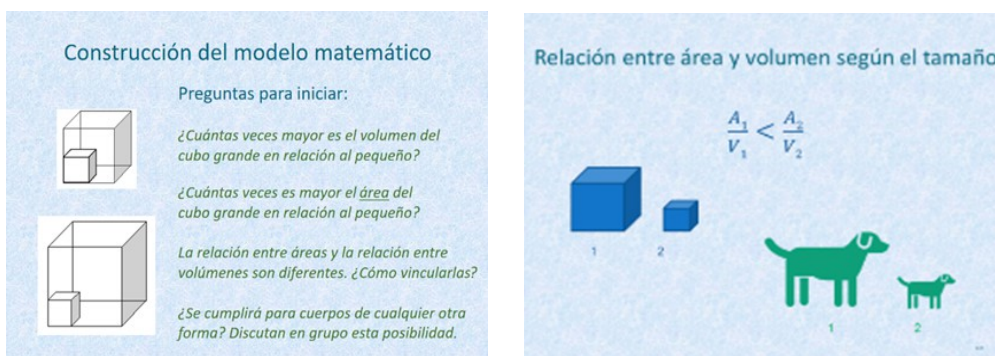 Construcción del modelo matemático
Preguntas para iniciar:
¿Cuántas veces mayor es el volumen del
cubo grande en relación al pequeño?
¿Cuántas veces es mayor el área del
cubo grande en relación al pequeño?
La relación entre áreas y la relación entre
volúmenes son diferentes. ¿Cómo vincularlas?
¿Se cumplirá para cuerpos de cualquier otra
forma? Discutan en grupo esta posibilidad.
Relación entre área y volumen según el tamaño
A₁/V₁ < A₂/V₂
1 2
1 2